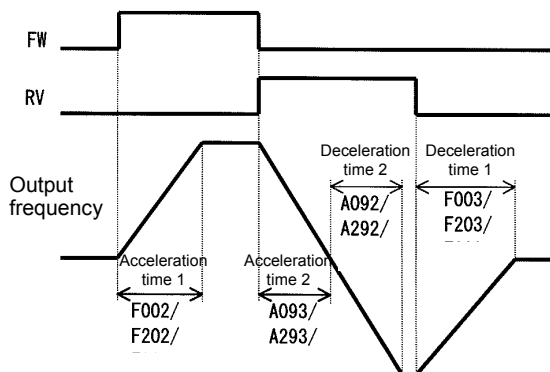 FW
RV
Output
frequency
Deceleration
time 2
A092/
A292/
Deceleration
time 1
F003/
F203/
Acceleration
time 1
F002/
F202/
Acceleration
time 2
A093/
A293/